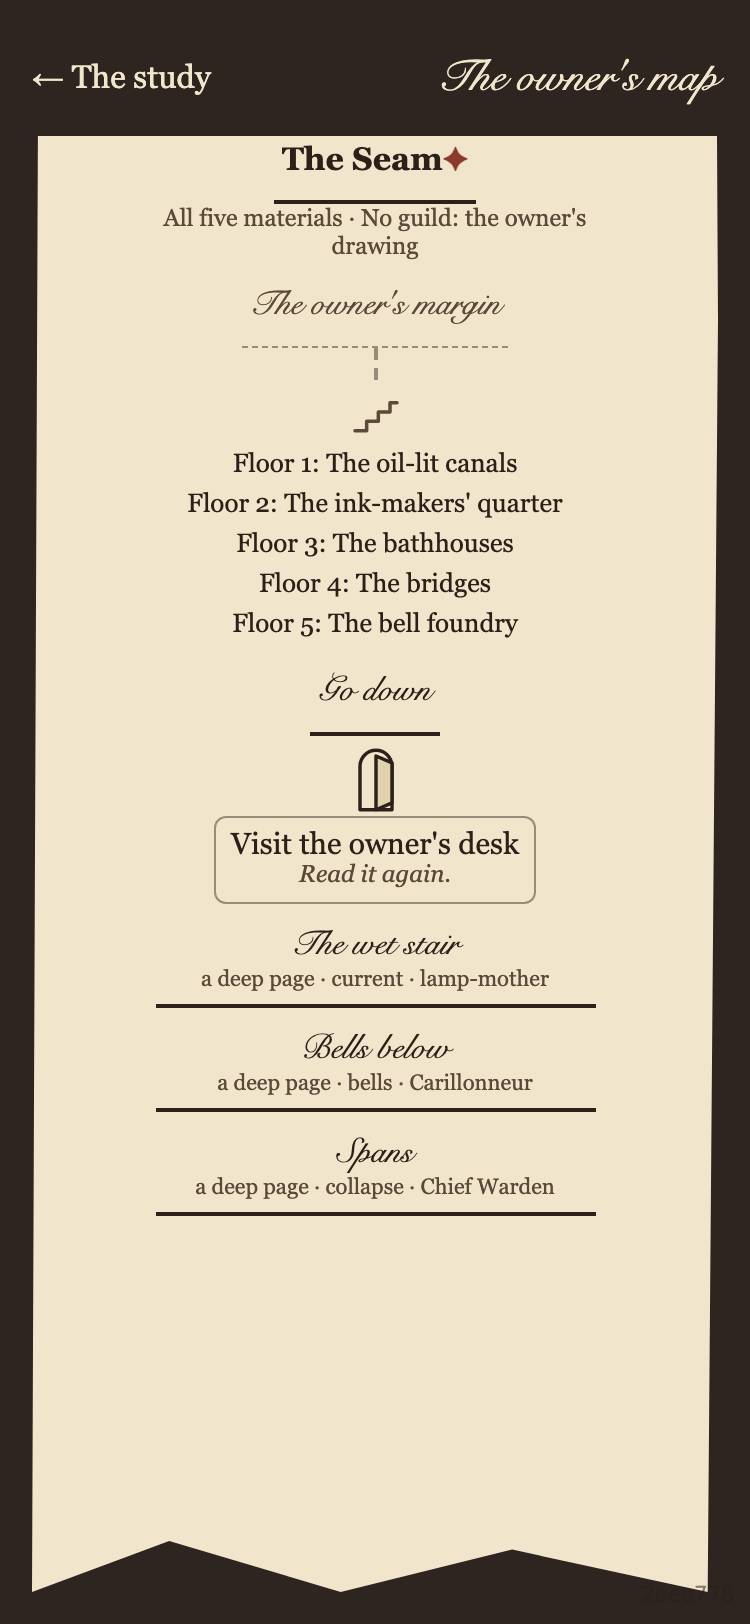 ← The study
The owner's map
The Seam
All five materials · No guild: the owner's
drawing
The owner's margin
Floor 1: The oil-lit canals
Floor 2: The ink-makers' quarter
Floor 3: The bathhouses
Floor 4: The bridges
Floor 5: The bell foundry
Go down
Visit the owner's desk
Read it again.
The wet stair
a deep page · current · lamp-mother
Bells below
a deep page · bells · Carillonneur
Spans
a deep page · collapse · Chief Warden